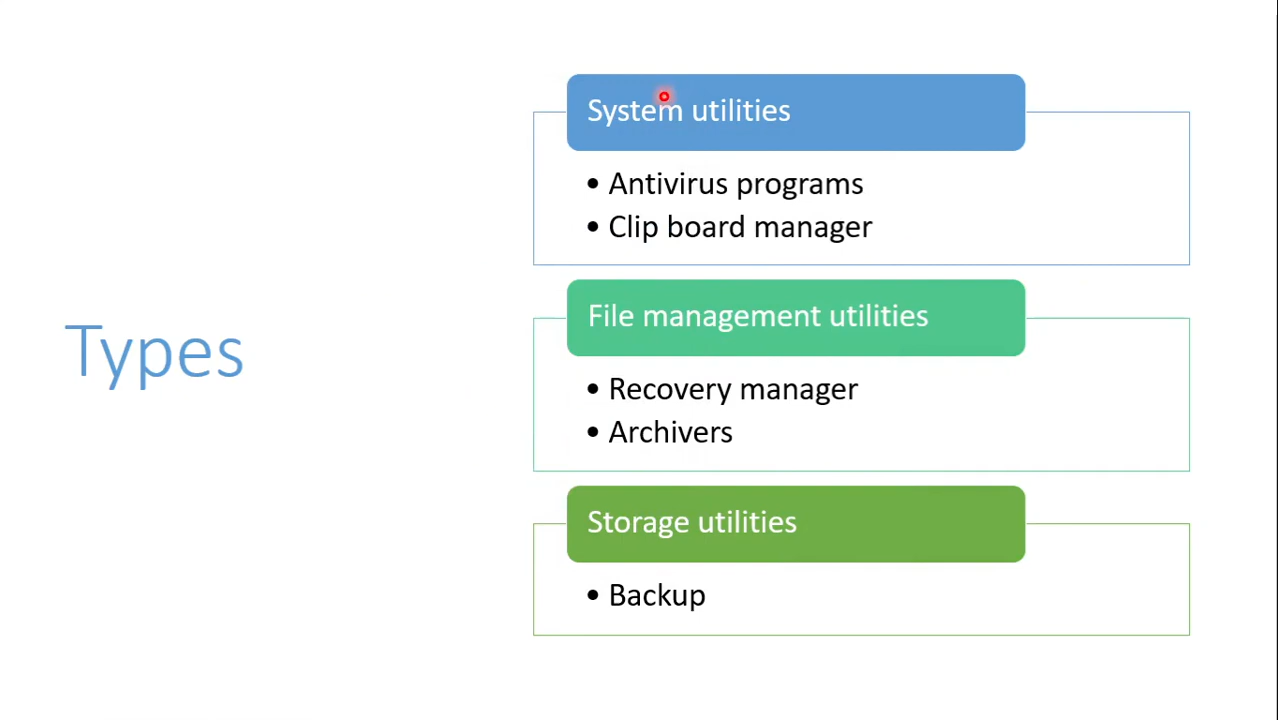 Types
System utilities
• Antivirus programs
• Clip board manager
File management utilities
• Recovery manager
• Archivers
Storage utilities
• Backup